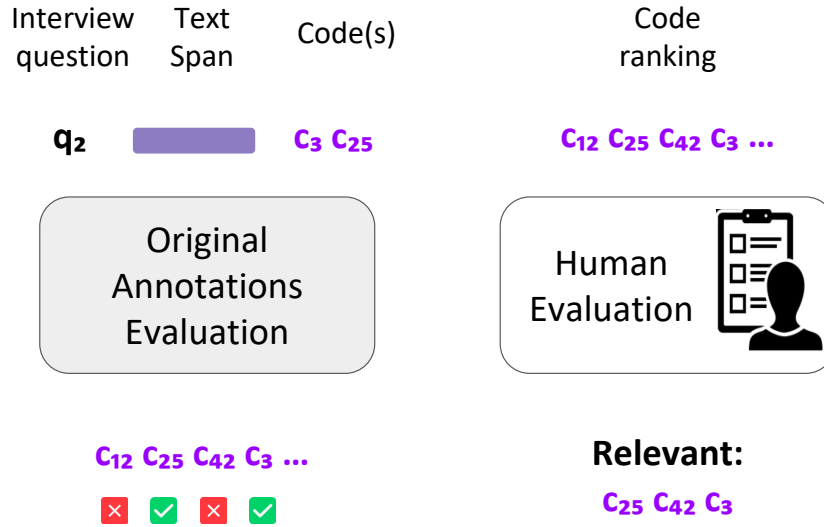 Interview question
Text Span
Code(s)
Code ranking
q₂
c₃ c₂₅
c₁₂ c₂₅ c₄₂ c₃ ...
Original
Annotations
Evaluation
Human
Evaluation
c₁₂ c₂₅ c₄₂ c₃ ...
Relevant:
c₂₅ c₄₂ c₃